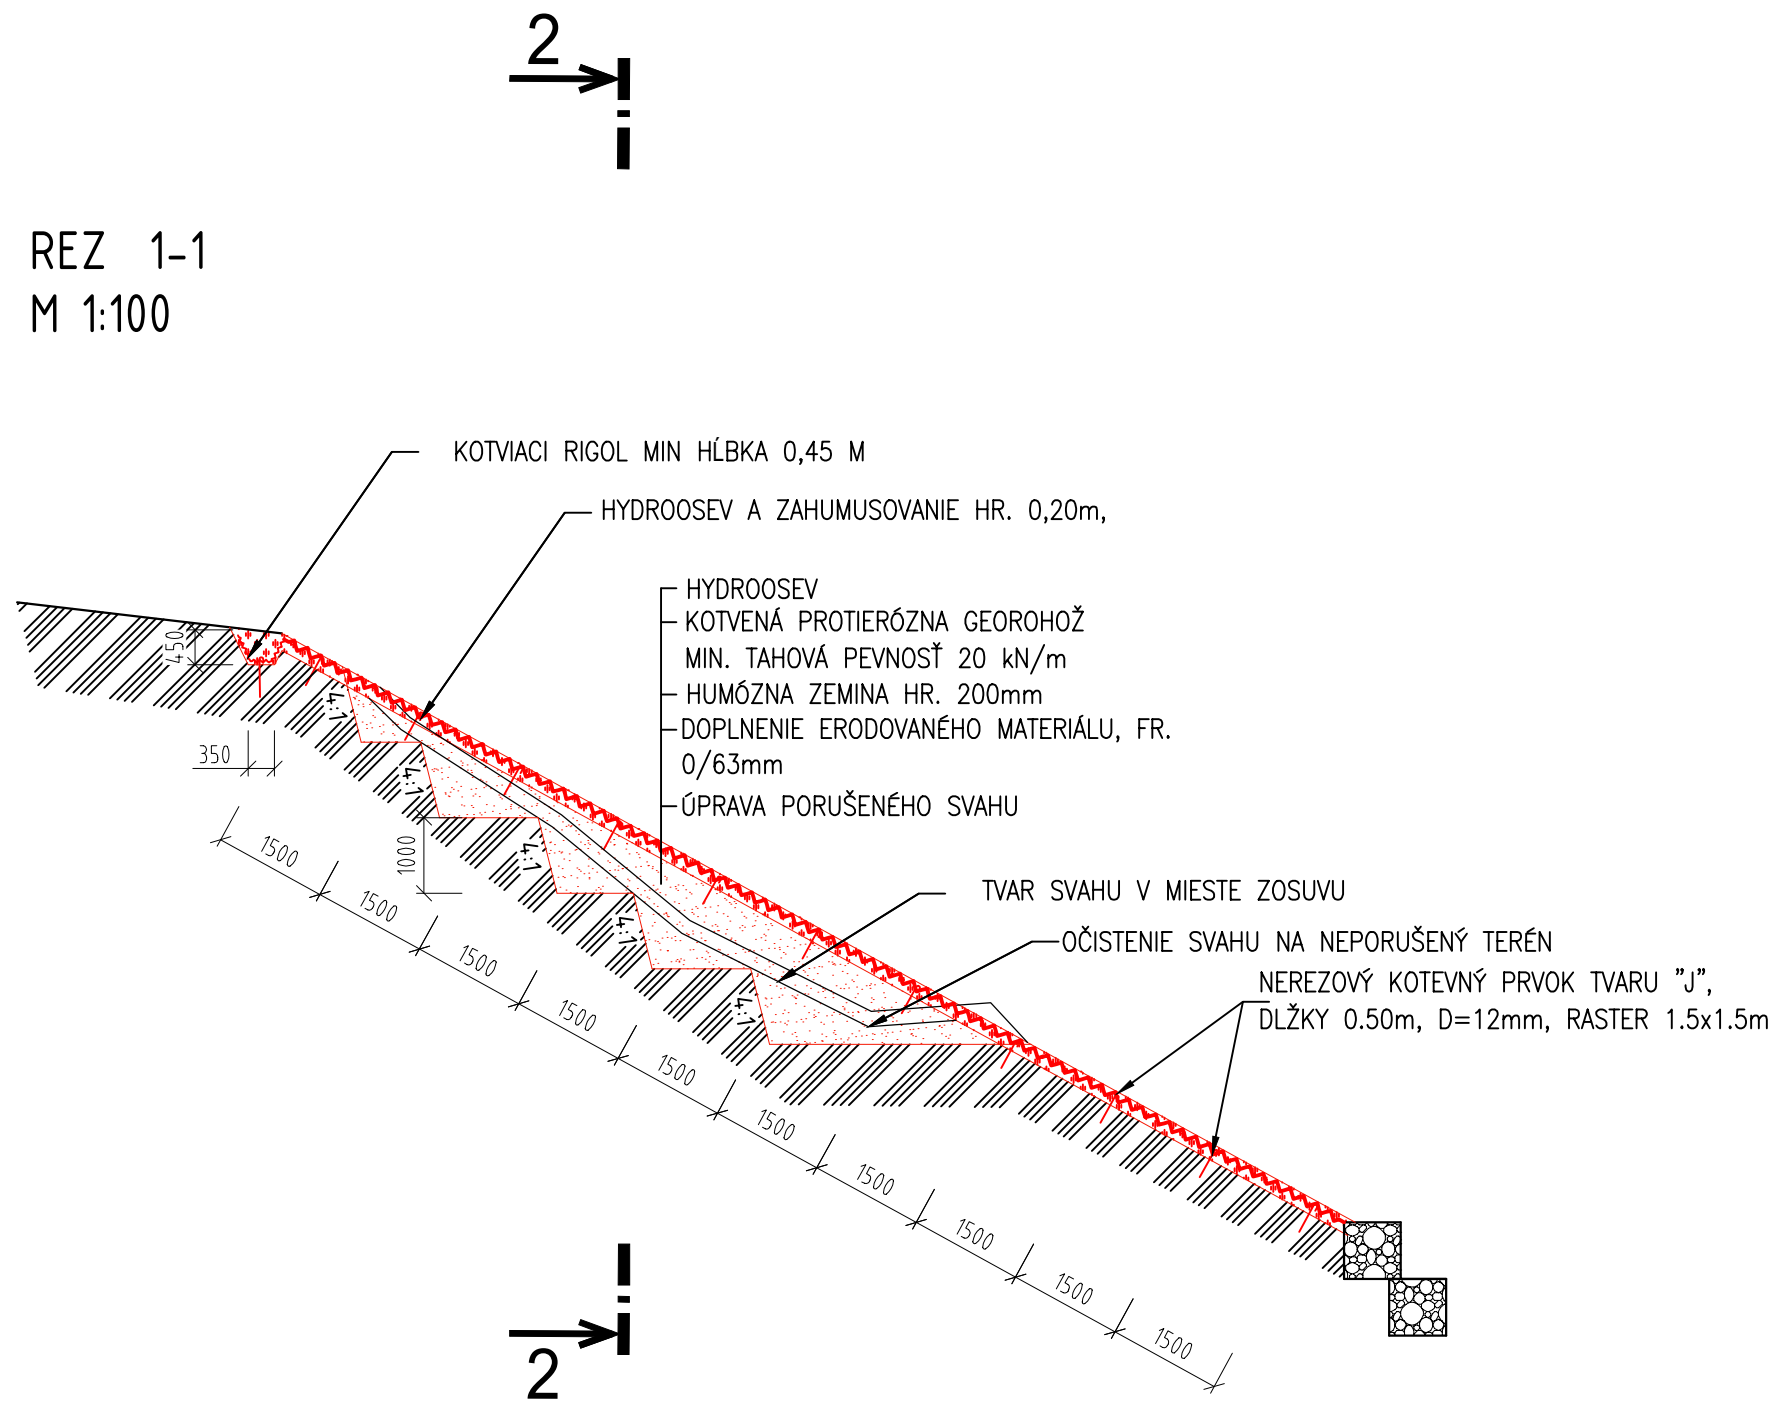 2
REZ 1-1
M 1:100
KOTVIACI RIGOL MIN HĹBKA 0,45 M
HYDROOSEV A ZAHUMUSOVANIE HR. 0,20m,
HYDROOSEV
KOTVENÁ PROTIERÓZNA GEOROHOŽ
MIN. TAHOVÁ PEVNOSŤ 20 kN/m
HUMÓZNA ZEMINA HR. 200mm
DOPLNENIE ERODOVANÉHO MATERIÁLU, FR.
0/63mm
ÚPRAVA PORUŠENÉHO SVAHU
450
350
4:1
4:1
4:1
4:1
4:1
1000
TVAR SVAHU V MIESTE ZOSUVU
OČISTENIE SVAHU NA NEPORUŠENÝ TERÉN
NEREZOVÝ KOTEVNÝ PRVOK TVARU "J",
DLŽKY 0.50m, D=12mm, RASTER 1.5x1.5m
1500
1500
1500
1500
1500
1500
1500
1500
1500
1500
2